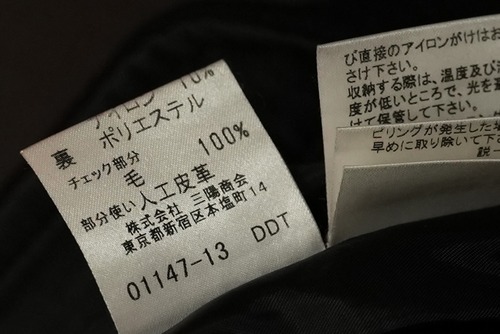 ナイロン 10%
裏 ポリエステル
チェック部分
毛 100%
部分使い 人工皮革
株式会社 三陽商会
東京都新宿区本塩町14
01147-13 DDT
び直接のアイロンがけはお
さけ下さい。
収納する際は、温度及び
度が低いところで、光を
けて保管して下さい。
ピリングが発生した
早めに取り除いて下